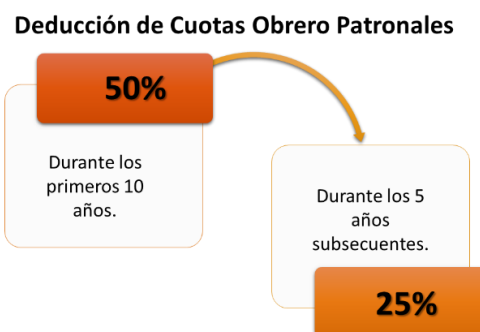 Deducción de Cuotas Obrero Patronales
50%
Durante los
primeros 10
años.
Durante los 5
años
subsecuentes.
25%